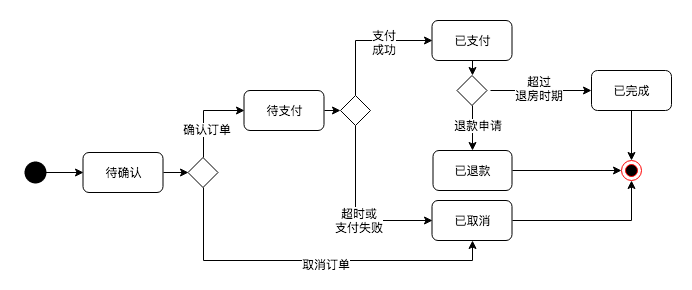 支付
成功
已支付
超过
退房时期
已完成
待支付
确认订单
退款申请
待确认
已退款
超时或
支付失败
已取消
取消订单